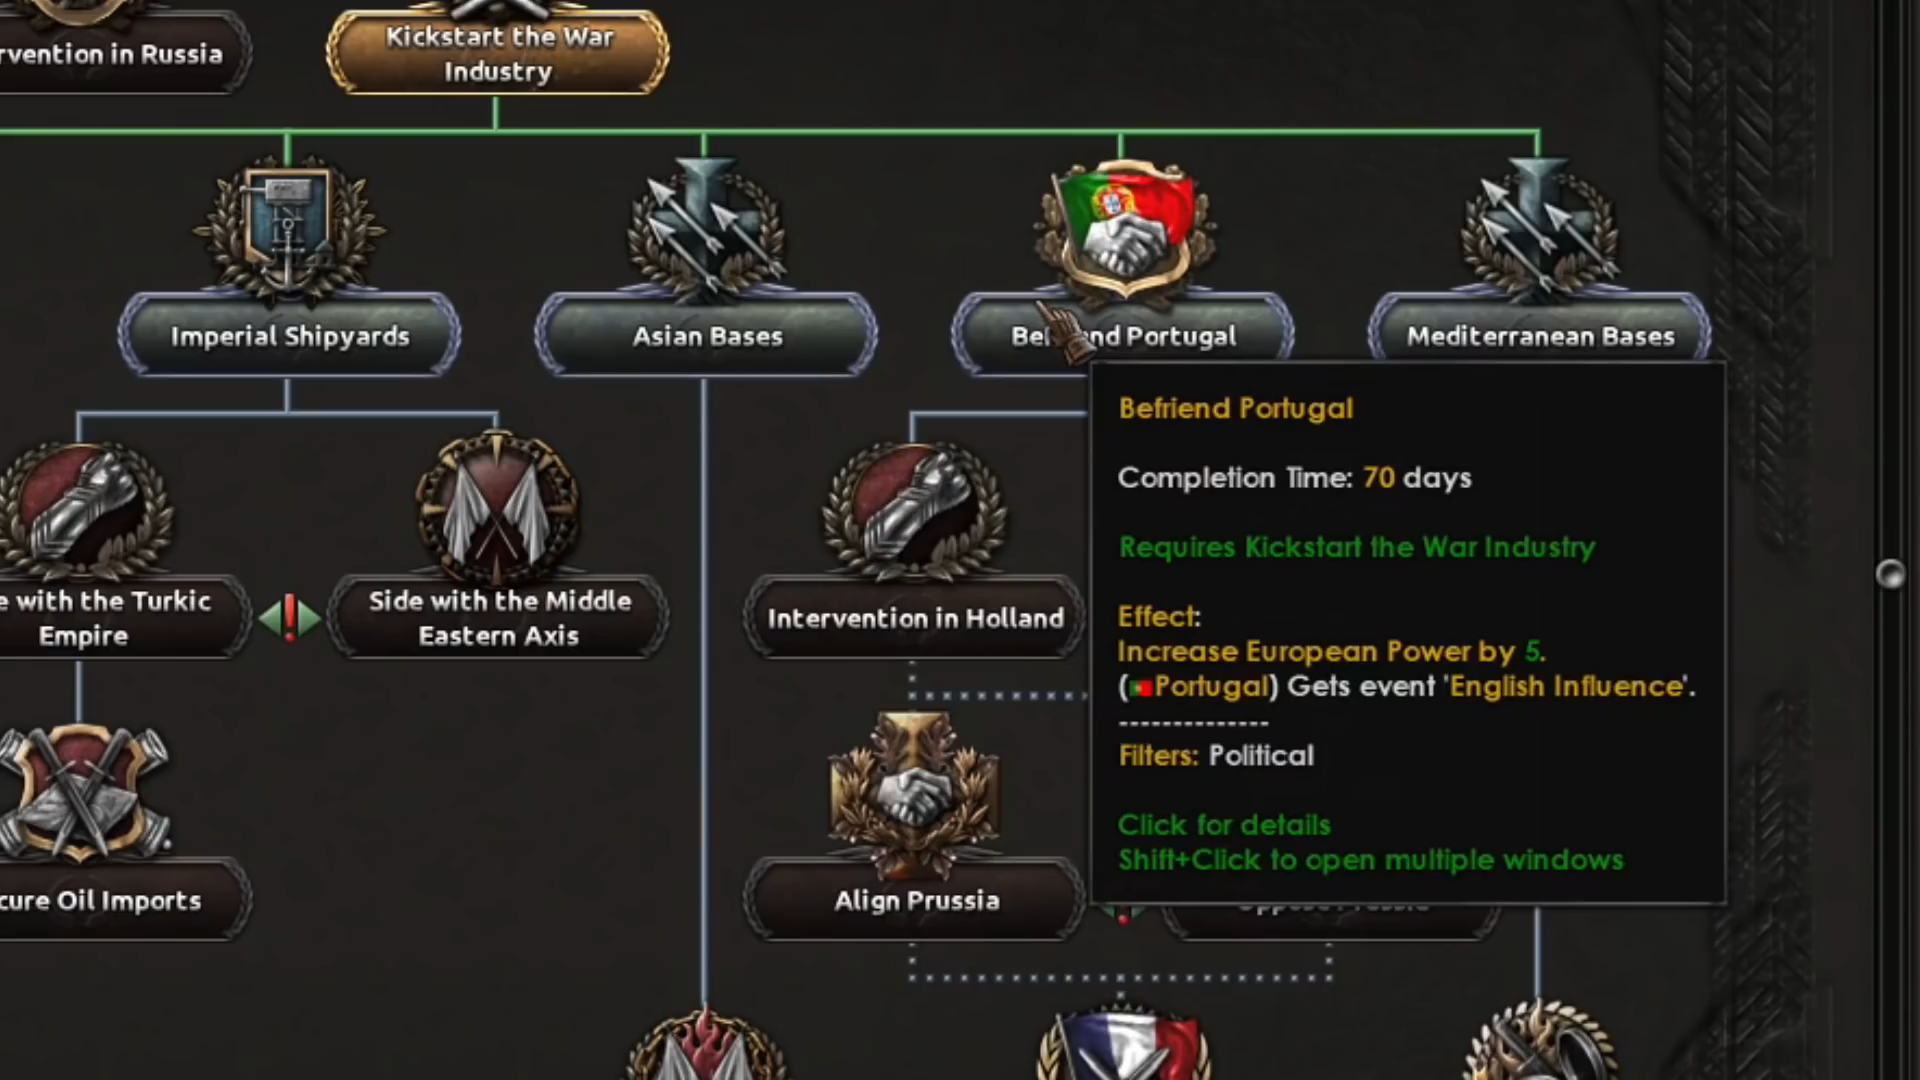 rvention in Russia
Kickstart the War
Industry
Imperial Shipyards
Asian Bases
Bef nd Portugal
Mediterranean Bases
e with the Turkic
Empire
Side with the Middle
Eastern Axis
Intervention in Holland
cure Oil Imports
Align Prussia
Befriend Portugal
Completion Time: 70 days
Requires Kickstart the War Industry
Effect:
Increase European Power by 5.
(Portugal) Gets event 'English Influence'.
--------------
Filters: Political
Click for details
Shift+Click to open multiple windows